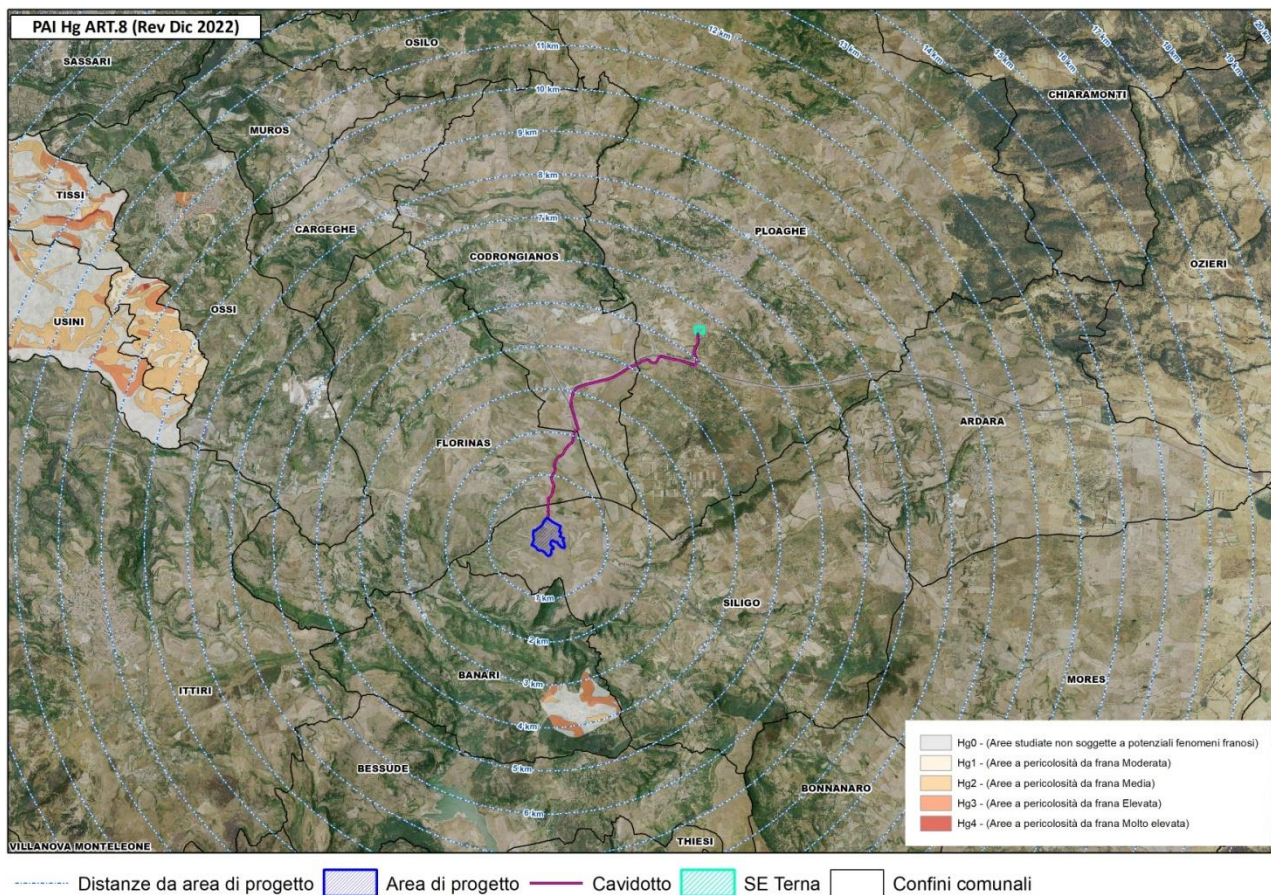 PAI Hg ART.8 (Rev Dic 2022)
SASSARI
OSILO
MUROS
TISSI
CARGEGHE
CODRONGIANOS
PLOAGHE
CHIARAMONTI
OZIERI
USINI
OSSI
FLORINAS
ARDARA
SILIGO
BANARI
ITTIRI
MORES
BESSUDE
BONNANARO
THIESI
VILLANOVA MONTELEONE
1 km
2 km
3 km
4 km
5 km
6 km
7 km
8 km
9 km
10 km
11 km
12 km
13 km
14 km
Hg0 - (Aree studiate non soggette a potenziali fenomeni franosi)
Hg1 - (Aree a pericolosità da frana Moderata)
Hg2 - (Aree a pericolosità da frana Media)
Hg3 - (Aree a pericolosità da frana Elevata)
Hg4 - (Aree a pericolosità da frana Molto elevata)
Distanze da area di progetto Area di progetto Cavidotto SE Terna Confini comunali